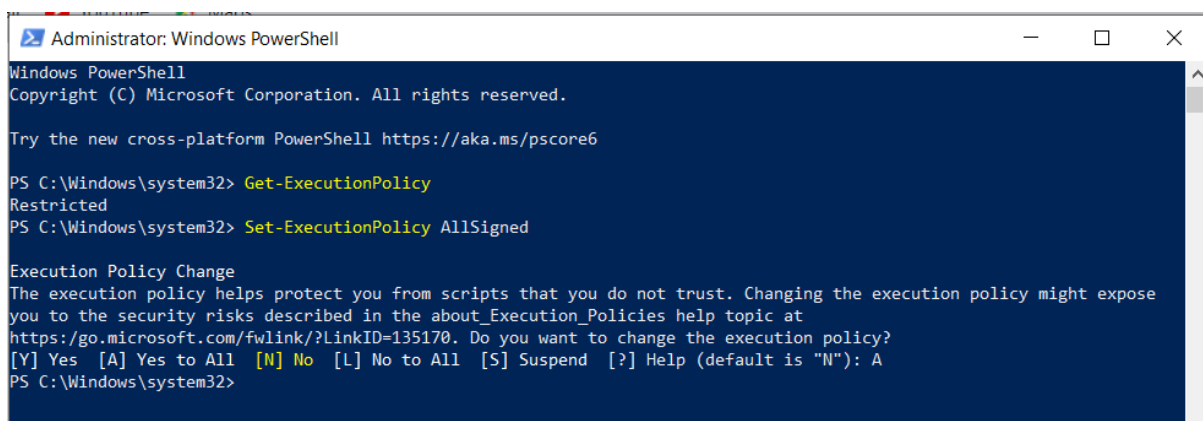 YouTube Maps
Administrator: Windows PowerShell
Windows PowerShell
Copyright (C) Microsoft Corporation. All rights reserved.
Try the new cross-platform PowerShell https://aka.ms/pscore6
PS C:\Windows\system32> Get-ExecutionPolicy
Restricted
PS C:\Windows\system32> Set-ExecutionPolicy AllSigned
Execution Policy Change
The execution policy helps protect you from scripts that you do not trust. Changing the execution policy might expose
you to the security risks described in the about_Execution_Policies help topic at
https:/go.microsoft.com/fwlink/?LinkID=135170. Do you want to change the execution policy?
[Y] Yes  [A] Yes to All  [N] No  [L] No to All  [S] Suspend  [?] Help (default is "N"): A
PS C:\Windows\system32>